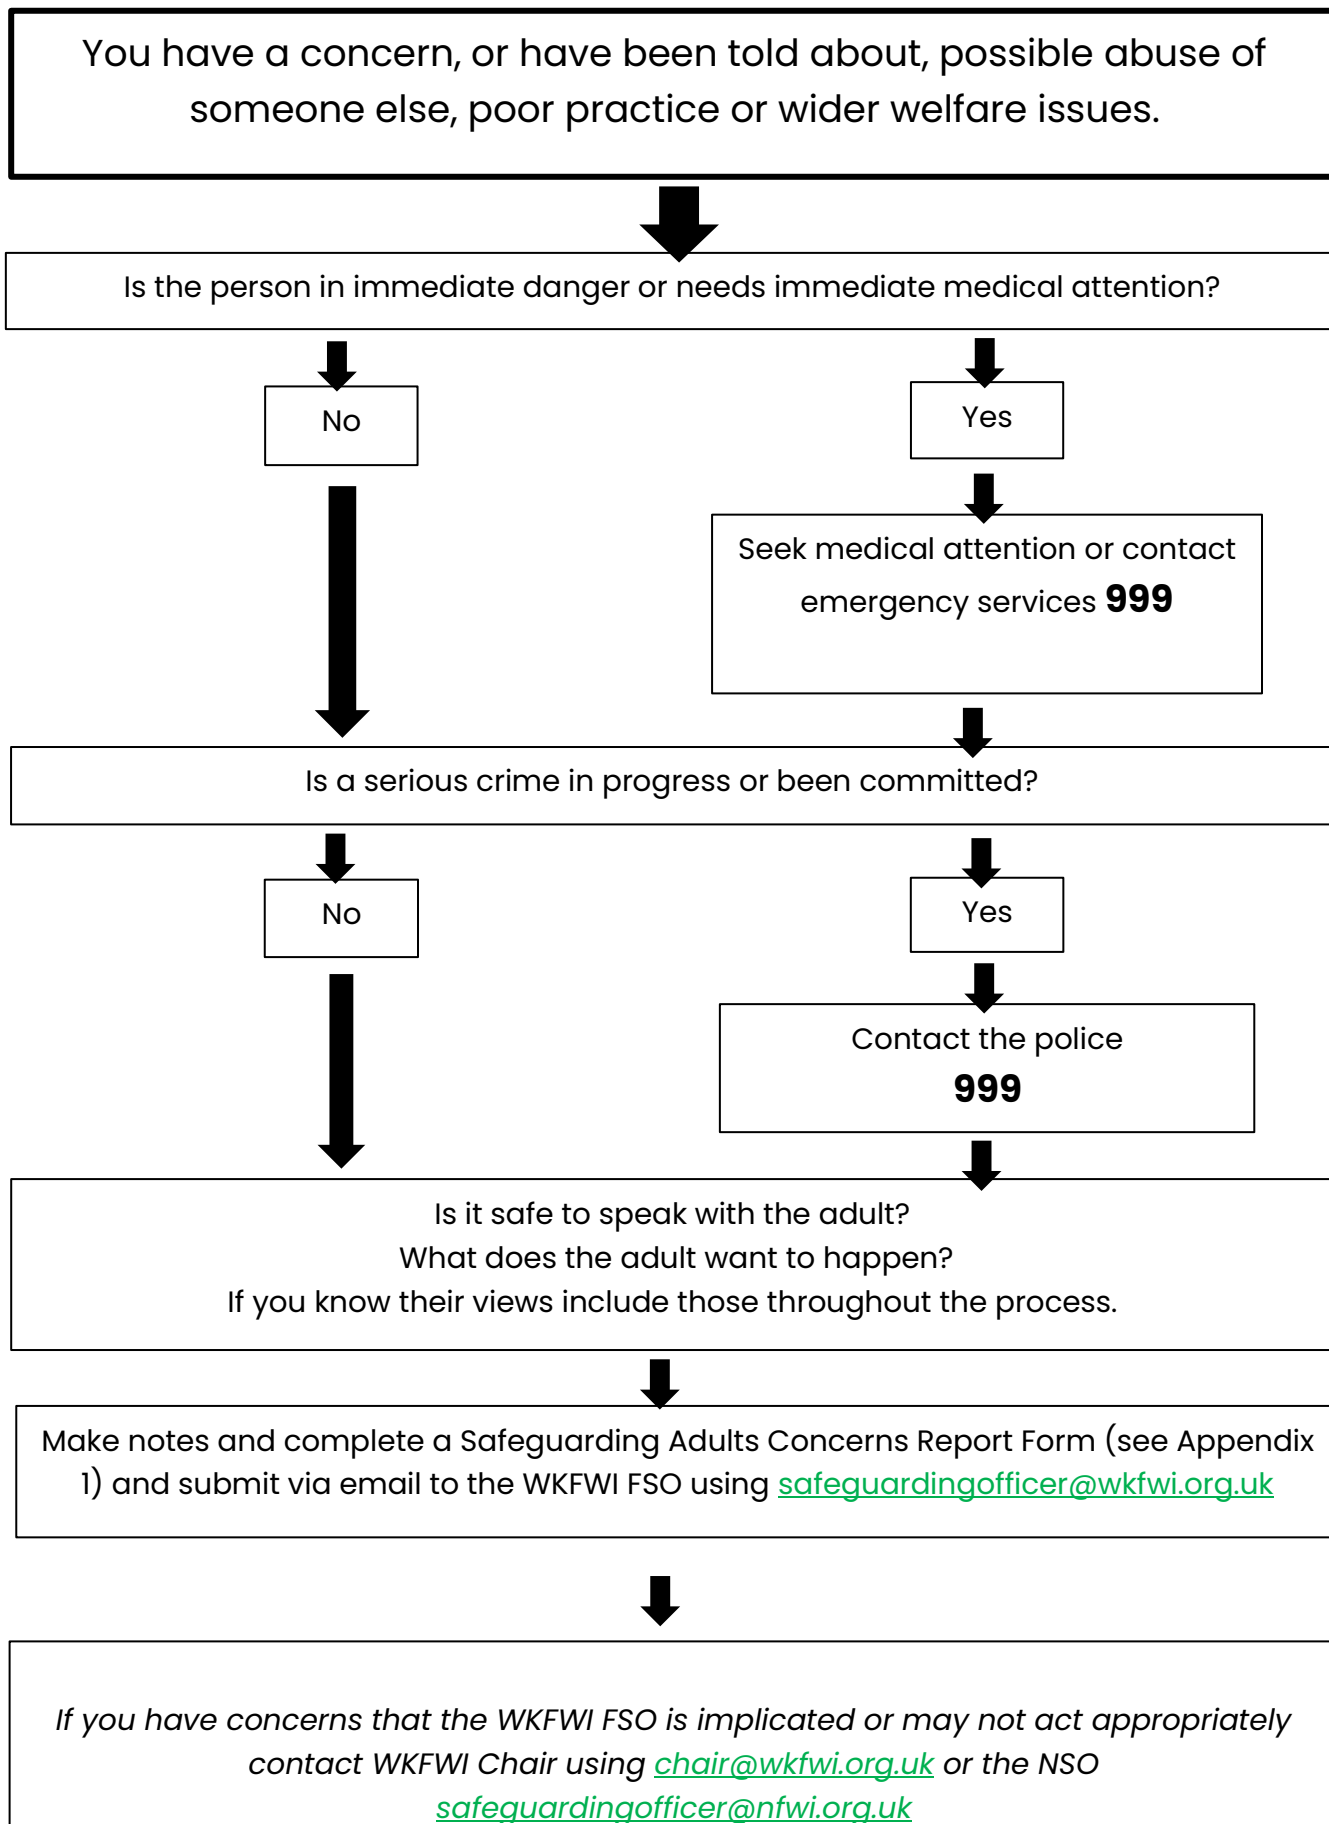 You have a concern, or have been told about, possible abuse of
someone else, poor practice or wider welfare issues.
Is the person in immediate danger or needs immediate medical attention?
No
Yes
Seek medical attention or contact
emergency services 999
Is a serious crime in progress or been committed?
No
Yes
Contact the police
999
Is it safe to speak with the adult?
What does the adult want to happen?
If you know their views include those throughout the process.
Make notes and complete a Safeguarding Adults Concerns Report Form (see Appendix
1) and submit via email to the WKFWI FSO using safeguardingofficer@wkfwi.org.uk
If you have concerns that the WKFWI FSO is implicated or may not act appropriately
contact WKFWI Chair using chair@wkfwi.org.uk or the NSO
safeguardingofficer@nfwi.org.uk